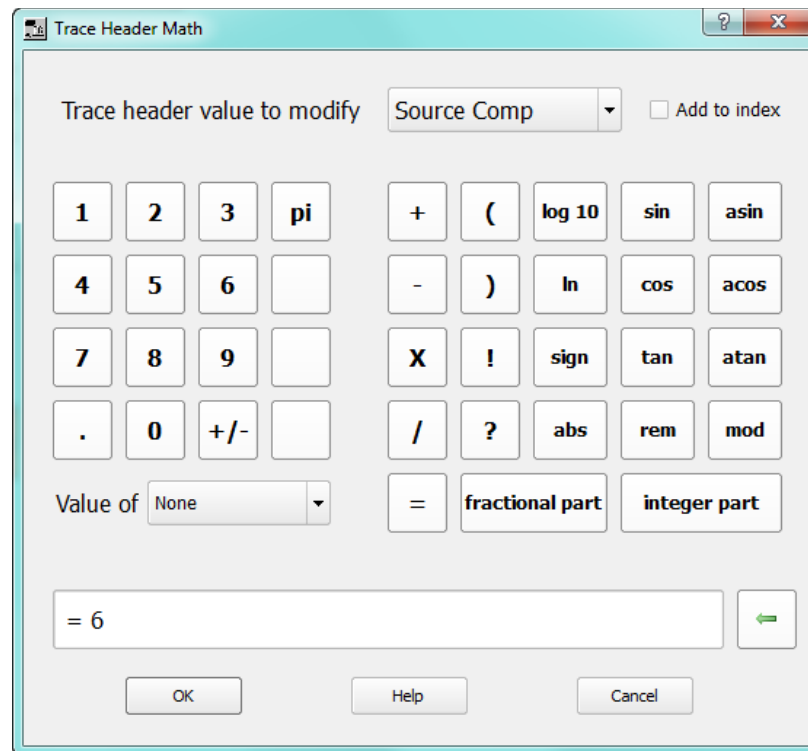 Trace Header Math ? X
Trace header value to modify Source Comp Add to index
1 2 3 pi + ( log 10 sin asin
4 5 6 - ) ln cos acos
7 8 9 X ! sign tan atan
. 0 +/- / ? abs rem mod
Value of None = fractional part integer part
= 6
OK Help Cancel